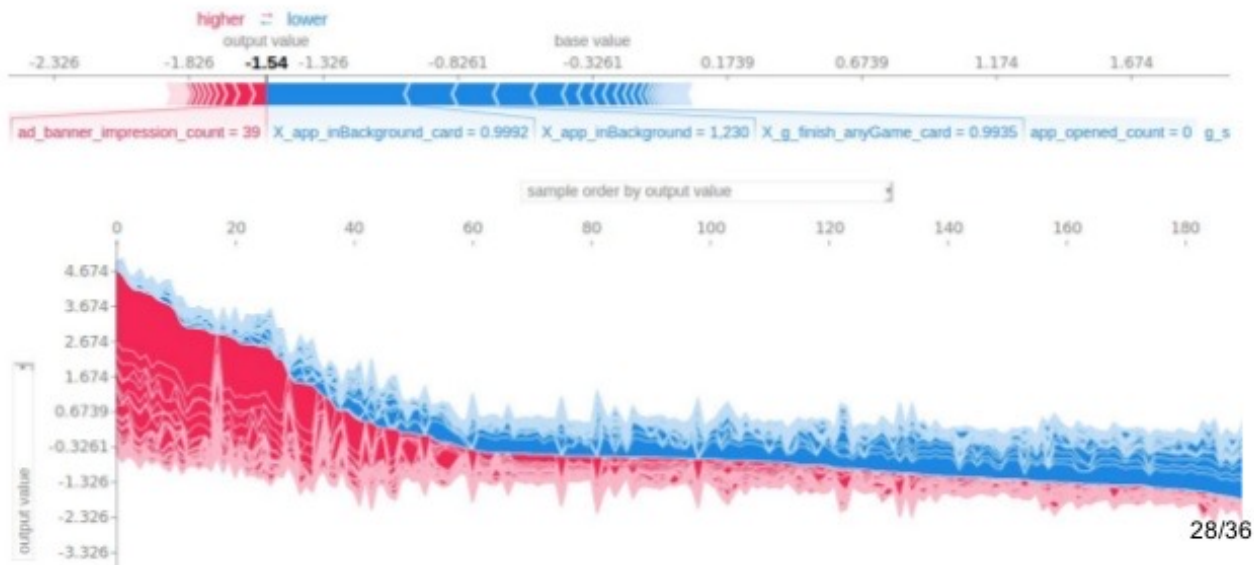 higher ⇄ lower
output value base value
-2.326 -1.826 -1.54 -1.326 -0.8261 -0.3261 0.1739 0.6739 1.174 1.674
ad_banner_impression_count = 39 X_app_inBackground_card = 0.9992 X_app_inBackground = 1,230 X_g_finish_anyGame_card = 0.9935 app_opened_count = 0 g_s
sample order by output value
0 20 40 60 80 100 120 140 160 180
4.674
3.674
2.674
1.674
0.6739
-0.3261
-1.326
-2.326
-3.326
output value
28/36